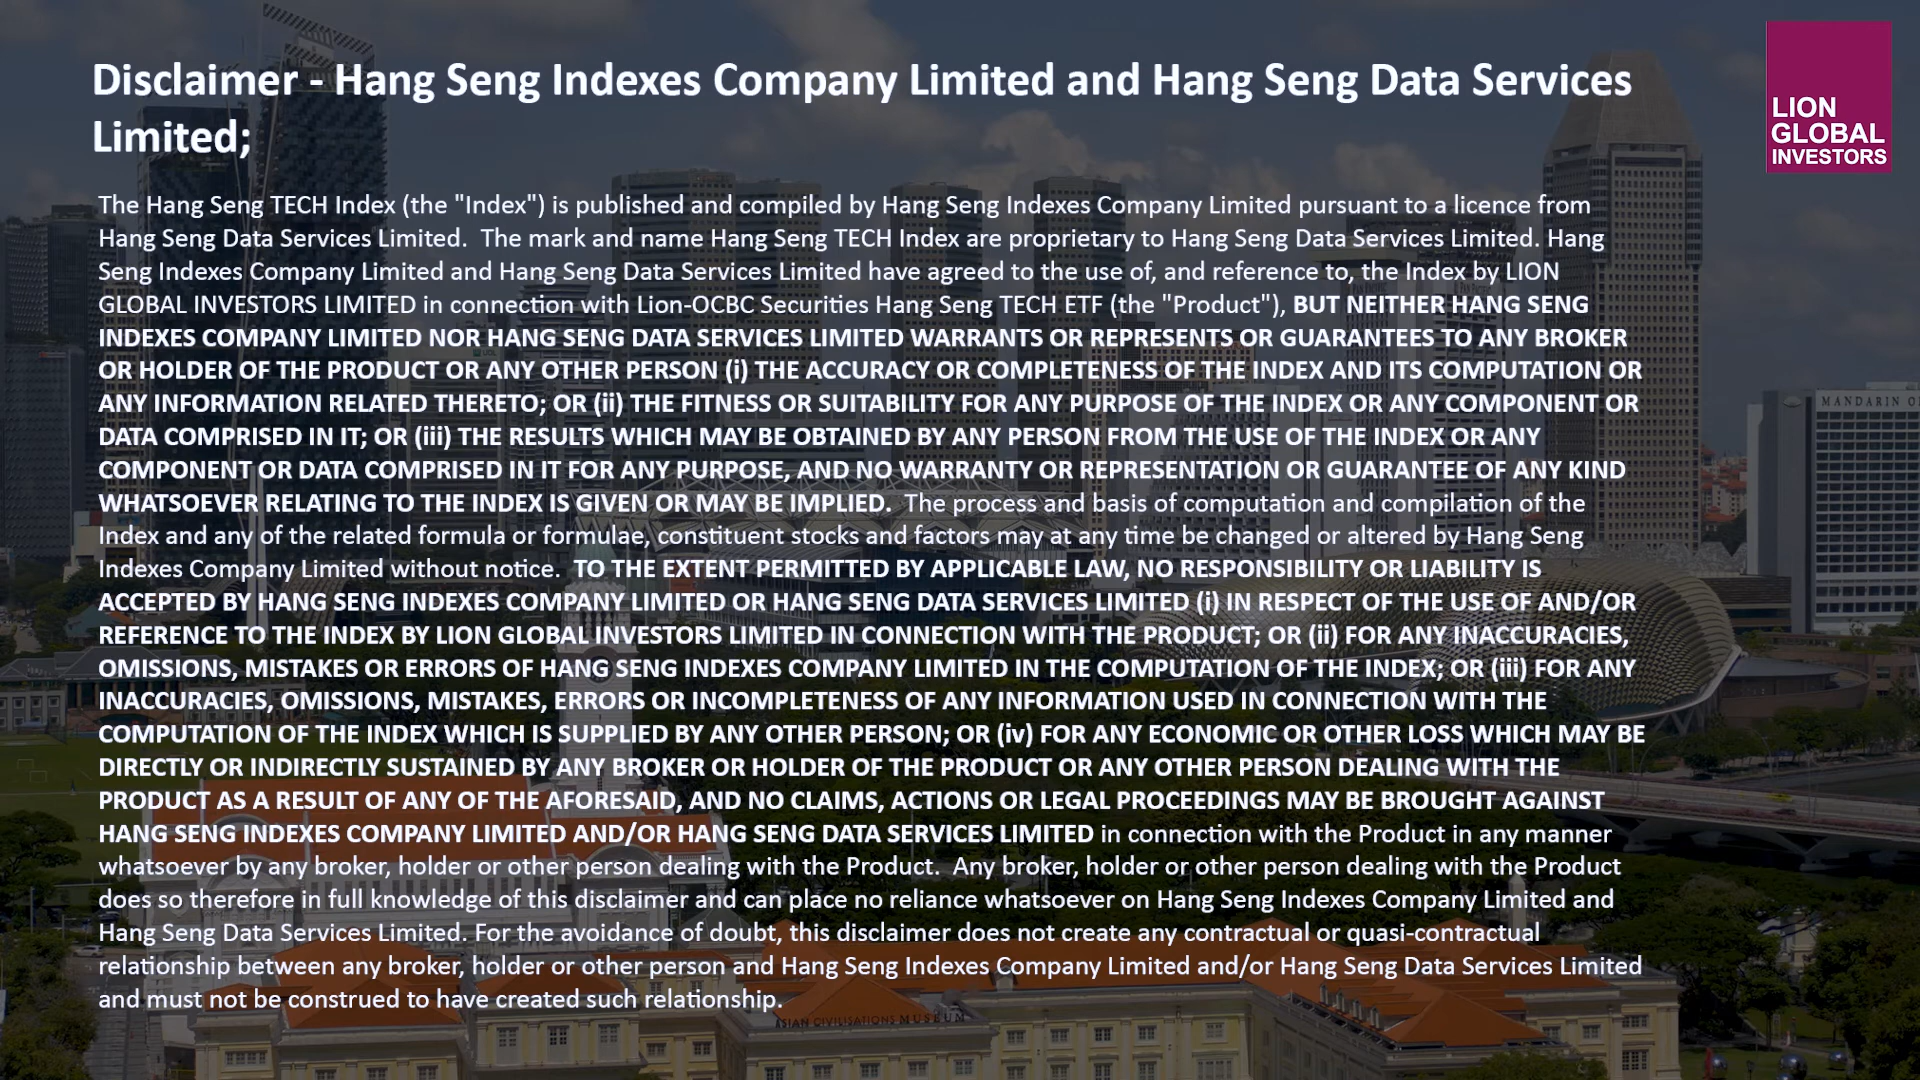 Disclaimer - Hang Seng Indexes Company Limited and Hang Seng Data Services
Limited;
LION
GLOBAL
INVESTORS
The Hang Seng TECH Index (the "Index") is published and compiled by Hang Seng Indexes Company Limited pursuant to a licence from
Hang Seng Data Services Limited.  The mark and name Hang Seng TECH Index are proprietary to Hang Seng Data Services Limited. Hang
Seng Indexes Company Limited and Hang Seng Data Services Limited have agreed to the use of, and reference to, the Index by LION
GLOBAL INVESTORS LIMITED in connection with Lion-OCBC Securities Hang Seng TECH ETF (the "Product"), BUT NEITHER HANG SENG
INDEXES COMPANY LIMITED NOR HANG SENG DATA SERVICES LIMITED WARRANTS OR REPRESENTS OR GUARANTEES TO ANY BROKER
OR HOLDER OF THE PRODUCT OR ANY OTHER PERSON (i) THE ACCURACY OR COMPLETENESS OF THE INDEX AND ITS COMPUTATION OR
ANY INFORMATION RELATED THERETO; OR (ii) THE FITNESS OR SUITABILITY FOR ANY PURPOSE OF THE INDEX OR ANY COMPONENT OR
DATA COMPRISED IN IT; OR (iii) THE RESULTS WHICH MAY BE OBTAINED BY ANY PERSON FROM THE USE OF THE INDEX OR ANY
COMPONENT OR DATA COMPRISED IN IT FOR ANY PURPOSE, AND NO WARRANTY OR REPRESENTATION OR GUARANTEE OF ANY KIND
WHATSOEVER RELATING TO THE INDEX IS GIVEN OR MAY BE IMPLIED.  The process and basis of computation and compilation of the
Index and any of the related formula or formulae, constituent stocks and factors may at any time be changed or altered by Hang Seng
Indexes Company Limited without notice.  TO THE EXTENT PERMITTED BY APPLICABLE LAW, NO RESPONSIBILITY OR LIABILITY IS
ACCEPTED BY HANG SENG INDEXES COMPANY LIMITED OR HANG SENG DATA SERVICES LIMITED (i) IN RESPECT OF THE USE OF AND/OR
REFERENCE TO THE INDEX BY LION GLOBAL INVESTORS LIMITED IN CONNECTION WITH THE PRODUCT; OR (ii) FOR ANY INACCURACIES,
OMISSIONS, MISTAKES OR ERRORS OF HANG SENG INDEXES COMPANY LIMITED IN THE COMPUTATION OF THE INDEX; OR (iii) FOR ANY
INACCURACIES, OMISSIONS, MISTAKES, ERRORS OR INCOMPLETENESS OF ANY INFORMATION USED IN CONNECTION WITH THE
COMPUTATION OF THE INDEX WHICH IS SUPPLIED BY ANY OTHER PERSON; OR (iv) FOR ANY ECONOMIC OR OTHER LOSS WHICH MAY BE
DIRECTLY OR INDIRECTLY SUSTAINED BY ANY BROKER OR HOLDER OF THE PRODUCT OR ANY OTHER PERSON DEALING WITH THE
PRODUCT AS A RESULT OF ANY OF THE AFORESAID, AND NO CLAIMS, ACTIONS OR LEGAL PROCEEDINGS MAY BE BROUGHT AGAINST
HANG SENG INDEXES COMPANY LIMITED AND/OR HANG SENG DATA SERVICES LIMITED in connection with the Product in any manner
whatsoever by any broker, holder or other person dealing with the Product.  Any broker, holder or other person dealing with the Product
does so therefore in full knowledge of this disclaimer and can place no reliance whatsoever on Hang Seng Indexes Company Limited and
Hang Seng Data Services Limited. For the avoidance of doubt, this disclaimer does not create any contractual or quasi-contractual
relationship between any broker, holder or other person and Hang Seng Indexes Company Limited and/or Hang Seng Data Services Limited
and must not be construed to have created such relationship.
MANDARIN O
ASIAN CIVILISATIONS MUSEUM